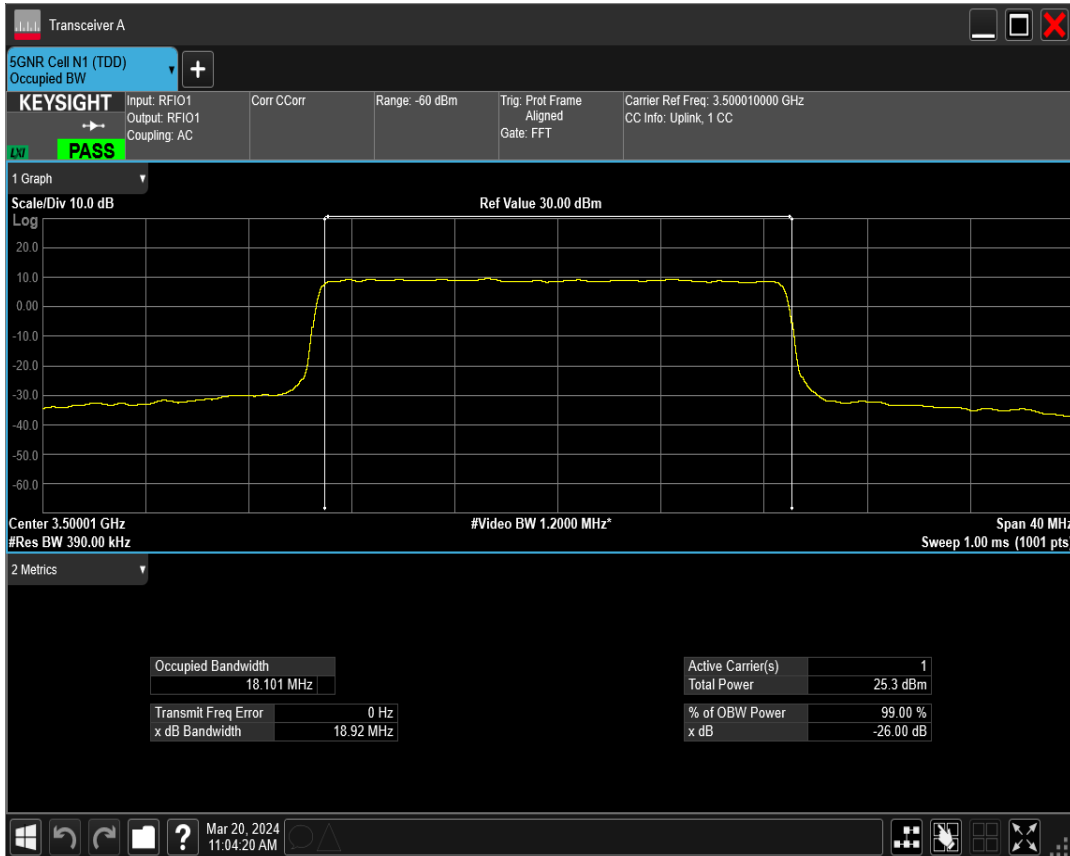 Transceiver A
5GNR Cell N1 (TDD)
Occupied BW
+
KEYSIGHT
LXI
PASS
Input: RFIO1
Output: RFIO1
Coupling: AC
Corr CCorr
Range: -60 dBm
Trig: Prot Frame
Aligned
Gate: FFT
Carrier Ref Freq: 3.500010000 GHz
CC Info: Uplink, 1 CC
1 Graph
Scale/Div 10.0 dB
Ref Value 30.00 dBm
Log
20.0
10.0
0.00
-10.0
-20.0
-30.0
-40.0
-50.0
-60.0
Center 3.50001 GHz
#Video BW 1.2000 MHz*
Span 40 MHz
#Res BW 390.00 kHz
Sweep 1.00 ms (1001 pts)
2 Metrics
Occupied Bandwidth
18.101 MHz
Transmit Freq Error 0 Hz
x dB Bandwidth 18.92 MHz
Active Carrier(s) 1
Total Power 25.3 dBm
% of OBW Power 99.00 %
x dB -26.00 dB
?
Mar 20, 2024
11:04:20 AM